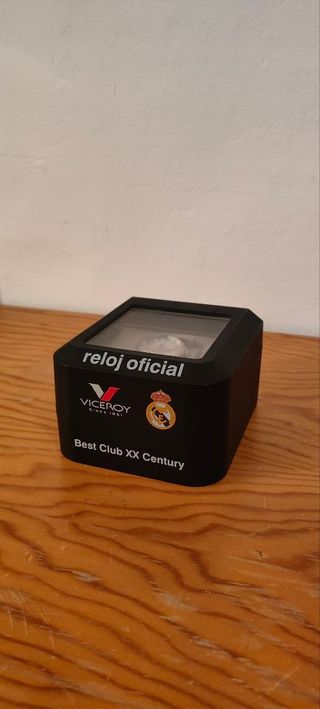 reloj oficial
VICEROY
SINCE 1951
Best Club XX Century